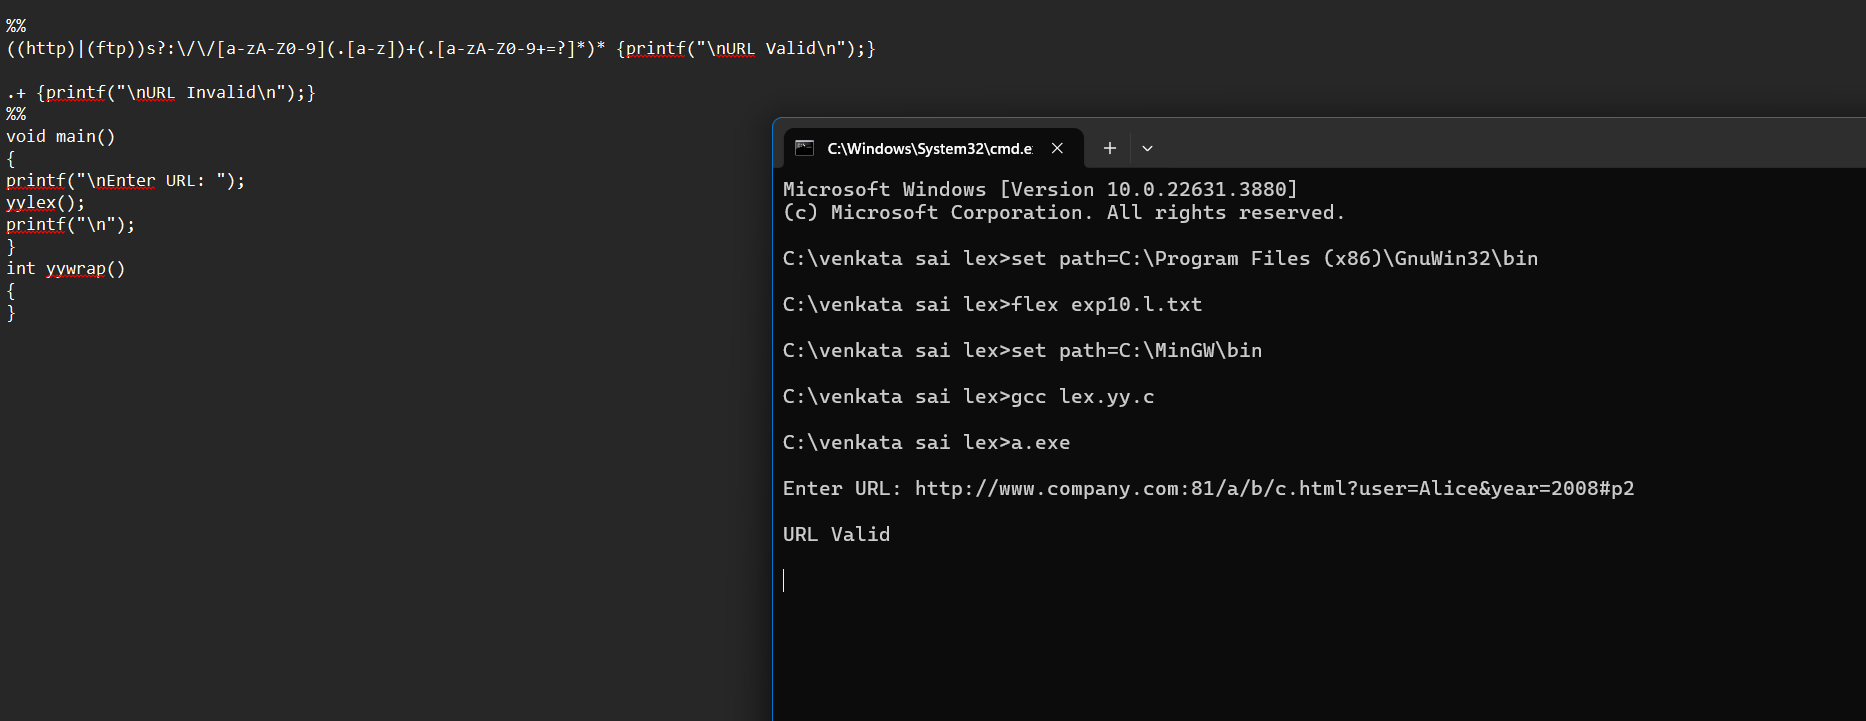 %%
((http)|(ftp))s?:\/\/[a-zA-Z0-9](.[a-z])+(.[a-zA-Z0-9+=?]*)* {printf("\nURL Valid\n");}
.+ {printf("\nURL Invalid\n");}
%%
void main()
{
printf("\nEnter URL: ");
yylex();
printf("\n");
}
int yywrap()
{
}
C:\Windows\System32\cmd.e
Microsoft Windows [Version 10.0.22631.3880]
(c) Microsoft Corporation. All rights reserved.
C:\venkata sai lex>set path=C:\Program Files (x86)\GnuWin32\bin
C:\venkata sai lex>flex exp10.l.txt
C:\venkata sai lex>set path=C:\MinGW\bin
C:\venkata sai lex>gcc lex.yy.c
C:\venkata sai lex>a.exe
Enter URL: http://www.company.com:81/a/b/c.html?user=Alice&year=2008#p2
URL Valid